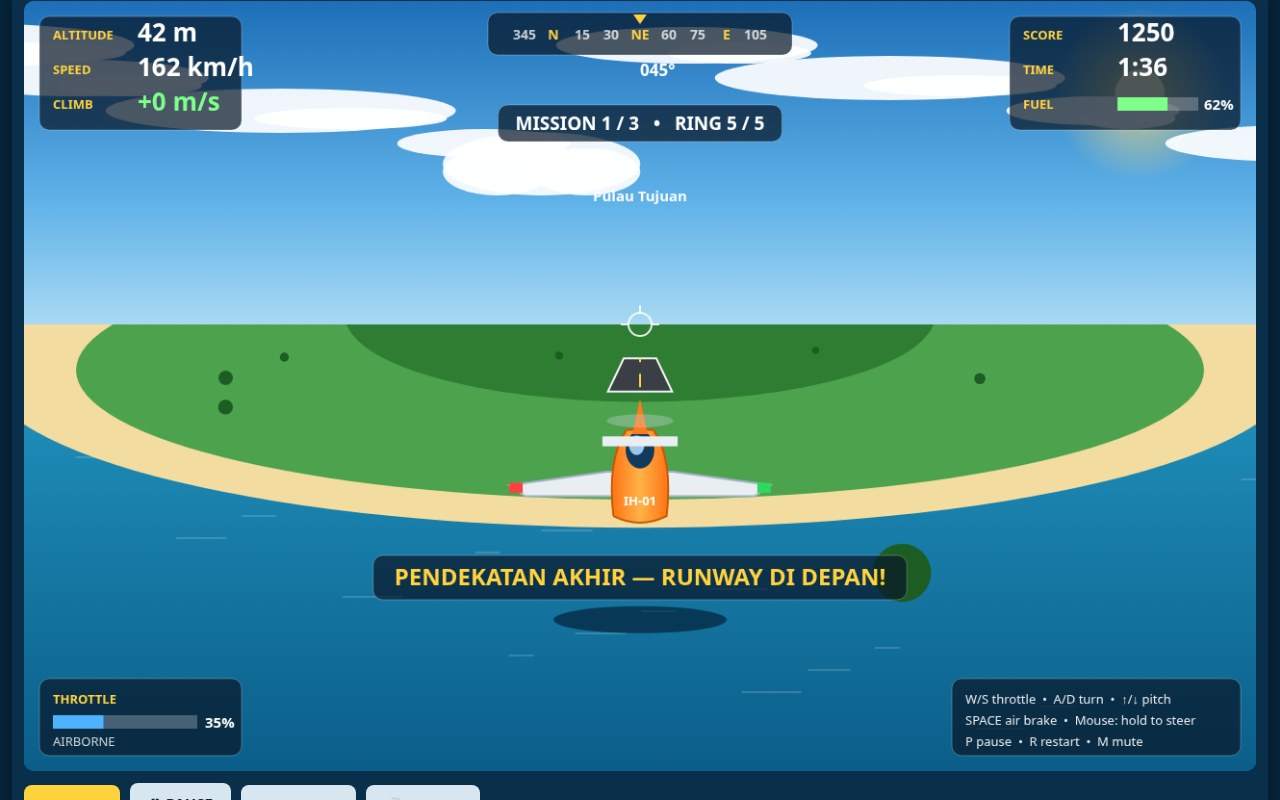 ALTITUDE 42 m
SPEED 162 km/h
CLIMB +0 m/s
345 N 15 30 NE 60 75 E 105
045°
MISSION 1 / 3 • RING 5 / 5
SCORE 1250
TIME 1:36
FUEL 62%
Pulau Tujuan
IH-01
PENDEKATAN AKHIR — RUNWAY DI DEPAN!
THROTTLE
35%
AIRBORNE
W/S throttle • A/D turn • ↑/↓ pitch
SPACE air brake • Mouse: hold to steer
P pause • R restart • M mute
PAUSE